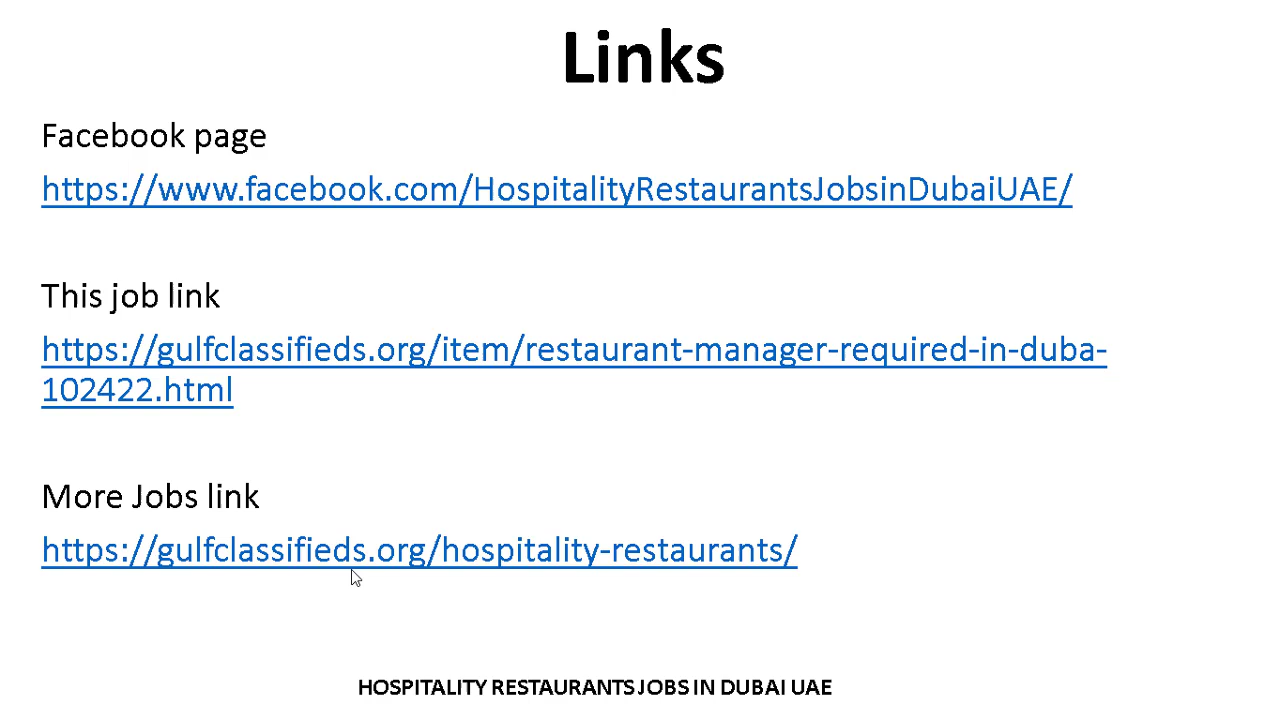 Links
Facebook page
https://www.facebook.com/HospitalityRestaurantsJobsinDubaiUAE/
This job link
https://gulfclassifieds.org/item/restaurant-manager-required-in-duba-
102422.html
More Jobs link
https://gulfclassifieds.org/hospitality-restaurants/
HOSPITALITY RESTAURANTS JOBS IN DUBAI UAE